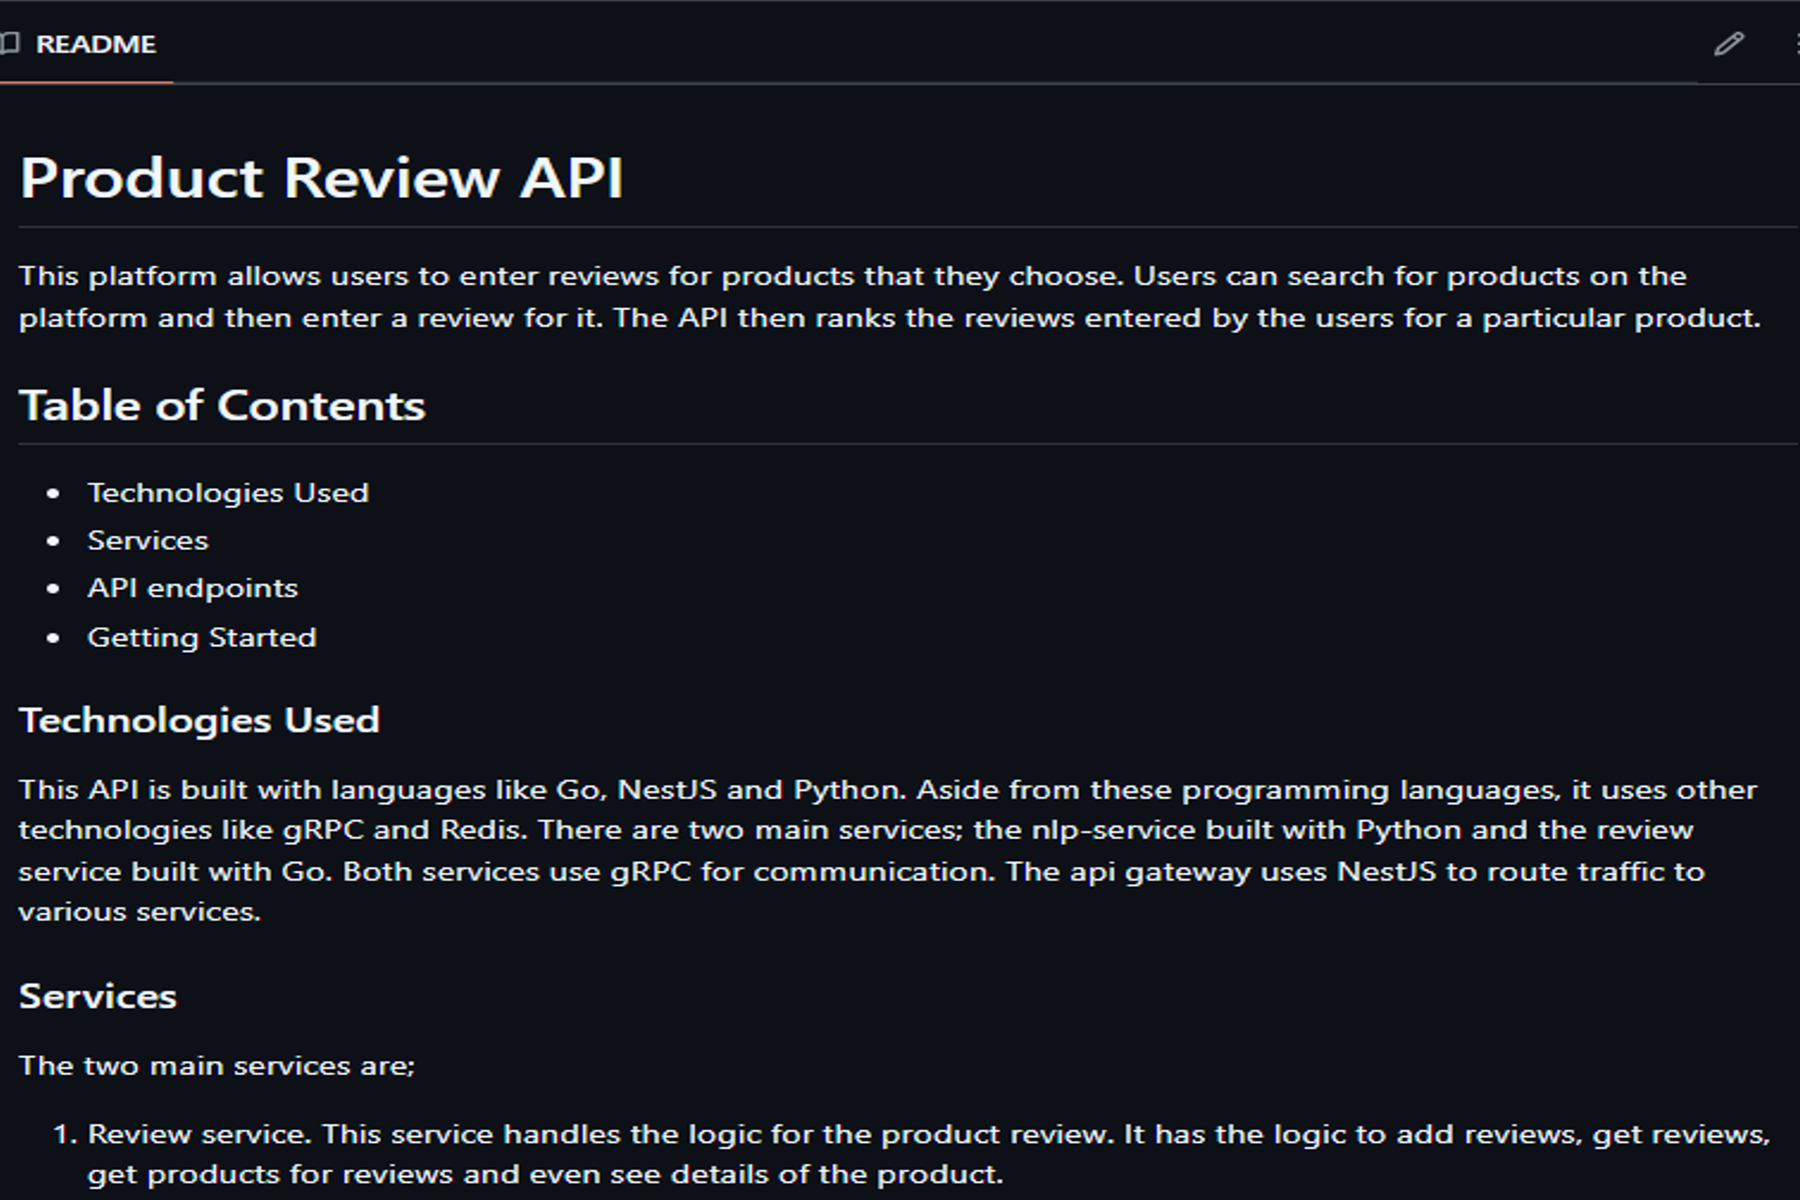 README
Product Review API
This platform allows users to enter reviews for products that they choose. Users can search for products on the
platform and then enter a review for it. The API then ranks the reviews entered by the users for a particular product.
Table of Contents
• Technologies Used
• Services
• API endpoints
• Getting Started
Technologies Used
This API is built with languages like Go, NestJS and Python. Aside from these programming languages, it uses other
technologies like gRPC and Redis. There are two main services; the nlp-service built with Python and the review
service built with Go. Both services use gRPC for communication. The api gateway uses NestJS to route traffic to
various services.
Services
The two main services are;
1. Review service. This service handles the logic for the product review. It has the logic to add reviews, get reviews,
get products for reviews and even see details of the product.